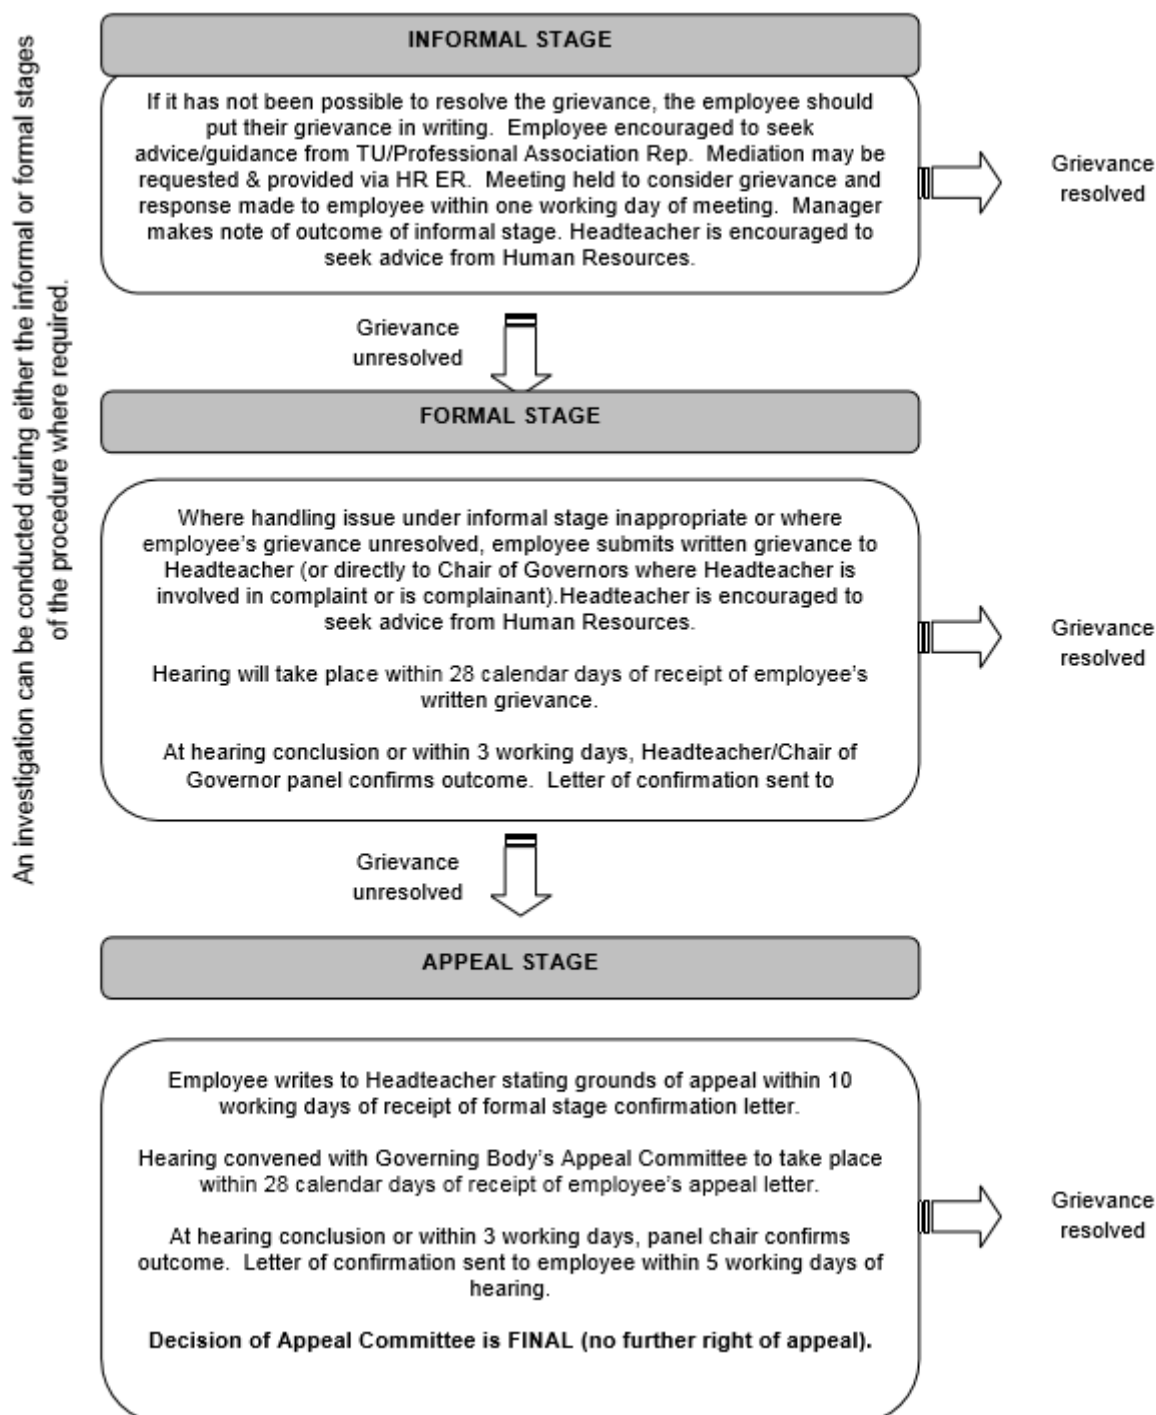 An investigation can be conducted during either the informal or formal stages
of the procedure where required.
INFORMAL STAGE
If it has not been possible to resolve the grievance, the employee should
put their grievance in writing.  Employee encouraged to seek
advice/guidance from TU/Professional Association Rep.  Mediation may be
requested & provided via HR ER.  Meeting held to consider grievance and
response made to employee within one working day of meeting.  Manager
makes note of outcome of informal stage. Headteacher is encouraged to
seek advice from Human Resources.
Grievance
resolved
Grievance
unresolved
FORMAL STAGE
Where handling issue under informal stage inappropriate or where
employee’s grievance unresolved, employee submits written grievance to
Headteacher (or directly to Chair of Governors where Headteacher is
involved in complaint or is complainant).Headteacher is encouraged to
seek advice from Human Resources.
Hearing will take place within 28 calendar days of receipt of employee’s
written grievance.
At hearing conclusion or within 3 working days, Headteacher/Chair of
Governor panel confirms outcome.  Letter of confirmation sent to
Grievance
resolved
Grievance
unresolved
APPEAL STAGE
Employee writes to Headteacher stating grounds of appeal within 10
working days of receipt of formal stage confirmation letter.
Hearing convened with Governing Body’s Appeal Committee to take place
within 28 calendar days of receipt of employee’s appeal letter.
At hearing conclusion or within 3 working days, panel chair confirms
outcome.  Letter of confirmation sent to employee within 5 working days of
hearing.
Decision of Appeal Committee is FINAL (no further right of appeal).
Grievance
resolved